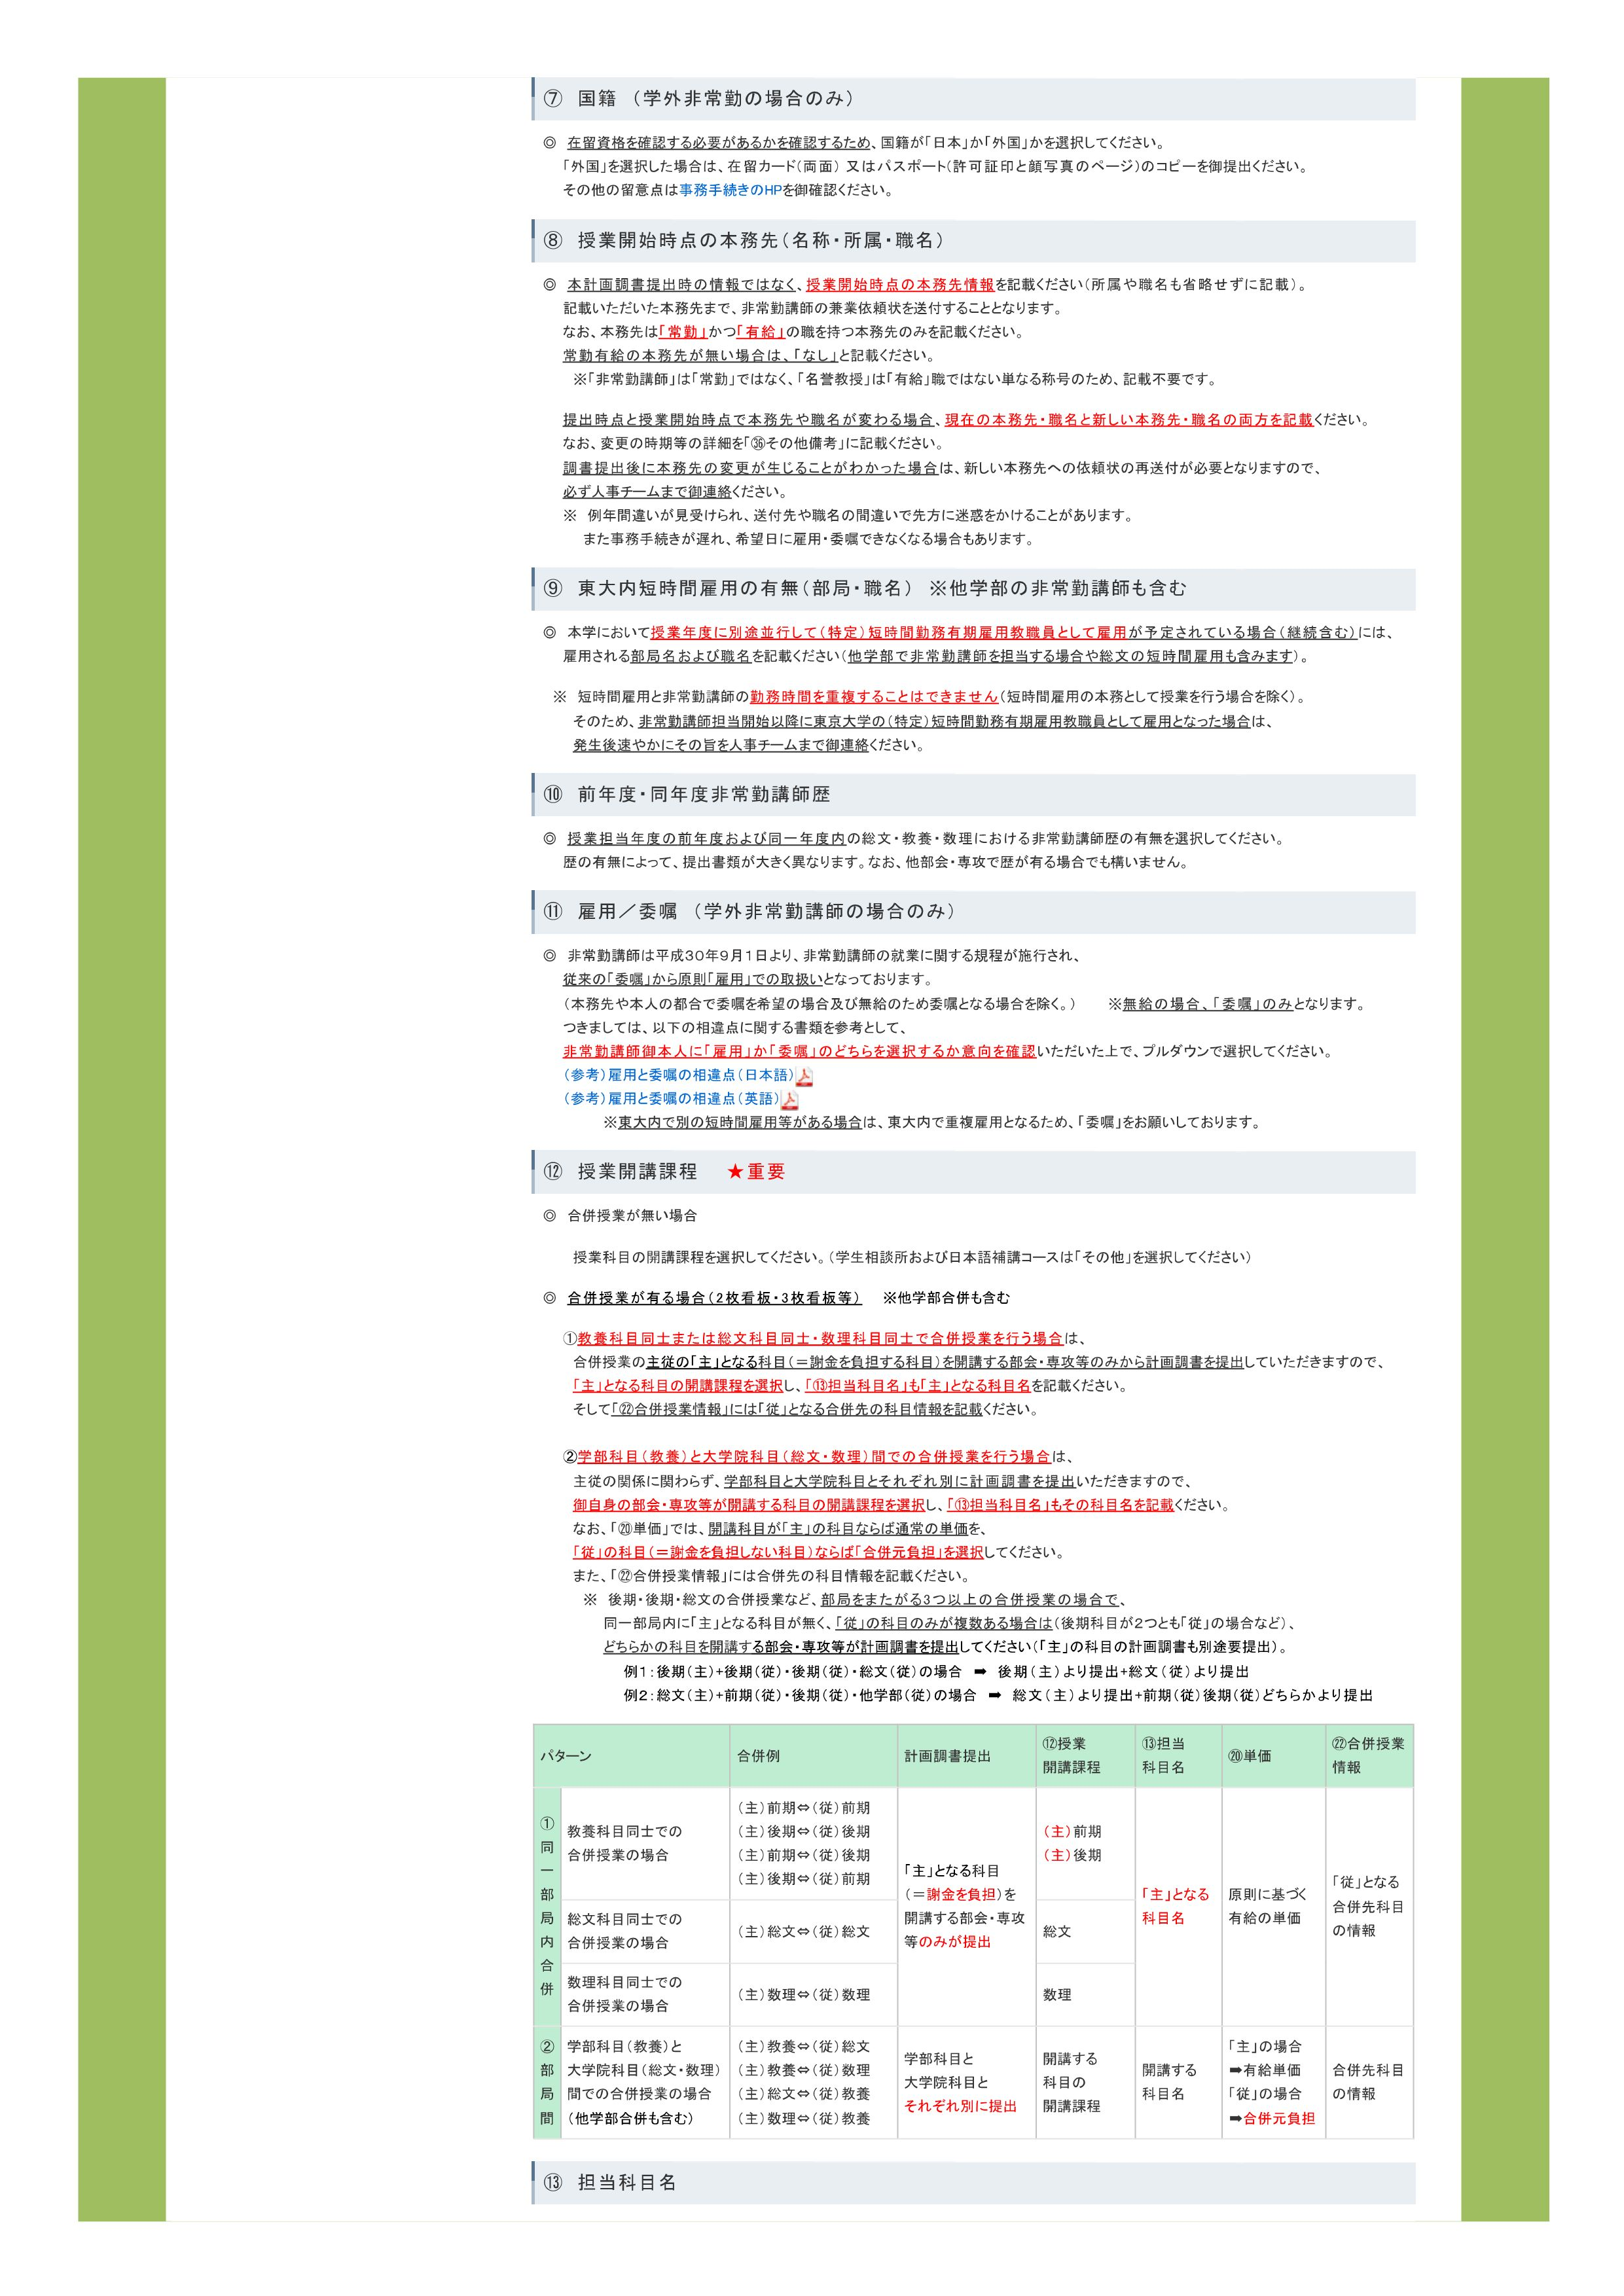 ⑦ 国籍 （学外非常勤の場合のみ）
◎ 在留資格を確認する必要があるかを確認するため、国籍が「日本」か「外国」かを選択してください。
「外国」を選択した場合は、在留カード（両面） 又はパスポート（許可証印と顔写真のページ）のコピーを御提出ください。
その他の留意点は事務手続きのHPを御確認ください。
⑧ 授業開始時点の本務先（名称・所属・職名）
◎ 本計画調書提出時の情報ではなく、授業開始時点の本務先情報を記載ください（所属や職名も省略せずに記載）。
記載いただいた本務先まで、非常勤講師の兼業依頼状を送付することとなります。
なお、本務先は「常勤」かつ「有給」の職を持つ本務先のみを記載ください。
常勤有給の本務先が無い場合は、「なし」と記載ください。
※「非常勤講師」は「常勤」ではなく、「名誉教授」は「有給」職ではない単なる称号のため、記載不要です。
提出時点と授業開始時点で本務先や職名が変わる場合、現在の本務先・職名と新しい本務先・職名の両方を記載ください。
なお、変更の時期等の詳細を「㊱その他備考」に記載ください。
調書提出後に本務先の変更が生じることがわかった場合は、新しい本務先への依頼状の再送付が必要となりますので、
必ず人事チームまで御連絡ください。
※ 例年間違いが見受けられ、送付先や職名の間違いで先方に迷惑をかけることがあります。
また事務手続きが遅れ、希望日に雇用・委嘱できなくなる場合もあります。
⑨ 東大内短時間雇用の有無（部局・職名） ※他学部の非常勤講師も含む
◎ 本学において授業年度に別途並行して（特定）短時間勤務有期雇用教職員として雇用が予定されている場合（継続含む）には、
雇用される部局名および職名を記載ください（他学部で非常勤講師を担当する場合や総文の短時間雇用も含みます）。
※ 短時間雇用と非常勤講師の勤務時間を重複することはできません（短時間雇用の本務として授業を行う場合を除く）。
そのため、非常勤講師担当開始以降に東京大学の（特定）短時間勤務有期雇用教職員として雇用となった場合は、
発生後速やかにその旨を人事チームまで御連絡ください。
⑩ 前年度・同年度非常勤講師歴
◎ 授業担当年度の前年度および同一年度内の総文・教養・数理における非常勤講師歴の有無を選択してください。
歴の有無によって、提出書類が大きく異なります。なお、他部会・専攻で歴が有る場合でも構いません。
⑪ 雇用／委嘱 （学外非常勤講師の場合のみ）
◎ 非常勤講師は平成30年9月1日より、非常勤講師の就業に関する規程が施行され、
従来の「委嘱」から原則「雇用」での取扱いとなっております。
（本務先や本人の都合で委嘱を希望の場合及び無給のため委嘱となる場合を除く。） ※無給の場合、「委嘱」のみとなります。
つきましては、以下の相違点に関する書類を参考として、
非常勤講師御本人に「雇用」か「委嘱」のどちらを選択するか意向を確認いただいた上で、プルダウンで選択してください。
（参考）雇用と委嘱の相違点（日本語）
（参考）雇用と委嘱の相違点（英語）
※東大内で別の短時間雇用等がある場合は、東大内で重複雇用となるため、「委嘱」をお願いしております。
⑫ 授業開講課程 ★重要
◎ 合併授業が無い場合
授業科目の開講課程を選択してください。（学生相談所および日本語補講コースは「その他」を選択してください）
◎ 合併授業が有る場合（2枚看板・3枚看板等） ※他学部合併も含む
①教養科目同士または総文科目同士・数理科目同士で合併授業を行う場合は、
合併授業の主従の「主」となる科目（＝謝金を負担する科目）を開講する部会・専攻等のみから計画調書を提出していただきますので、
「主」となる科目の開講課程を選択し、「⑬担当科目名」も「主」となる科目名を記載ください。
そして「㉒合併授業情報」には「従」となる合併先の科目情報を記載ください。
②学部科目（教養）と大学院科目（総文・数理）間での合併授業を行う場合は、
主従の関係に関わらず、学部科目と大学院科目とそれぞれ別に計画調書を提出いただきますので、
御自身の部会・専攻等が開講する科目の開講課程を選択し、「⑬担当科目名」もその科目名を記載ください。
なお、「⑳単価」では、開講科目が「主」の科目ならば通常の単価を、
「従」の科目（＝謝金を負担しない科目）ならば「合併元負担」を選択してください。
また、「㉒合併授業情報」には合併先の科目情報を記載ください。
※ 後期・後期・総文の合併授業など、部局をまたがる3つ以上の合併授業の場合で、
同一部局内に「主」となる科目が無く、「従」の科目のみが複数ある場合は（後期科目が2つとも「従」の場合など）、
どちらかの科目を開講する部会・専攻等が計画調書を提出してください（「主」の科目の計画調書も別途要提出）。
例1：後期（主）+後期（従）・後期（従）・総文（従）の場合 ➡ 後期（主）より提出+総文（従）より提出
例2：総文（主）+前期（従）・後期（従）・他学部（従）の場合 ➡ 総文（主）より提出+前期（従）後期（従）どちらかより提出
パターン
合併例
計画調書提出
⑫授業
開講課程
⑬担当
科目名
⑳単価
㉒合併授業
情報
①
同
一
部
局
内
合
併
教養科目同士での
合併授業の場合
（主）前期⇔（従）前期
（主）後期⇔（従）後期
（主）前期⇔（従）後期
（主）後期⇔（従）前期
「主」となる科目
（＝謝金を負担）を
開講する部会・専攻
等のみが提出
（主）前期
（主）後期
「主」となる
科目名
原則に基づく
有給の単価
「従」となる
合併先科目
の情報
総文科目同士での
合併授業の場合
（主）総文⇔（従）総文
総文
数理科目同士での
合併授業の場合
（主）数理⇔（従）数理
数理
②
部
局
間
学部科目（教養）と
大学院科目（総文・数理）
間での合併授業の場合
（他学部合併も含む）
（主）教養⇔（従）総文
（主）教養⇔（従）数理
（主）総文⇔（従）教養
（主）数理⇔（従）教養
学部科目と
大学院科目と
それぞれ別に提出
開講する
科目の
開講課程
開講する
科目名
「主」の場合
➡有給単価
「従」の場合
➡合併元負担
合併先科目
の情報
⑬ 担当科目名